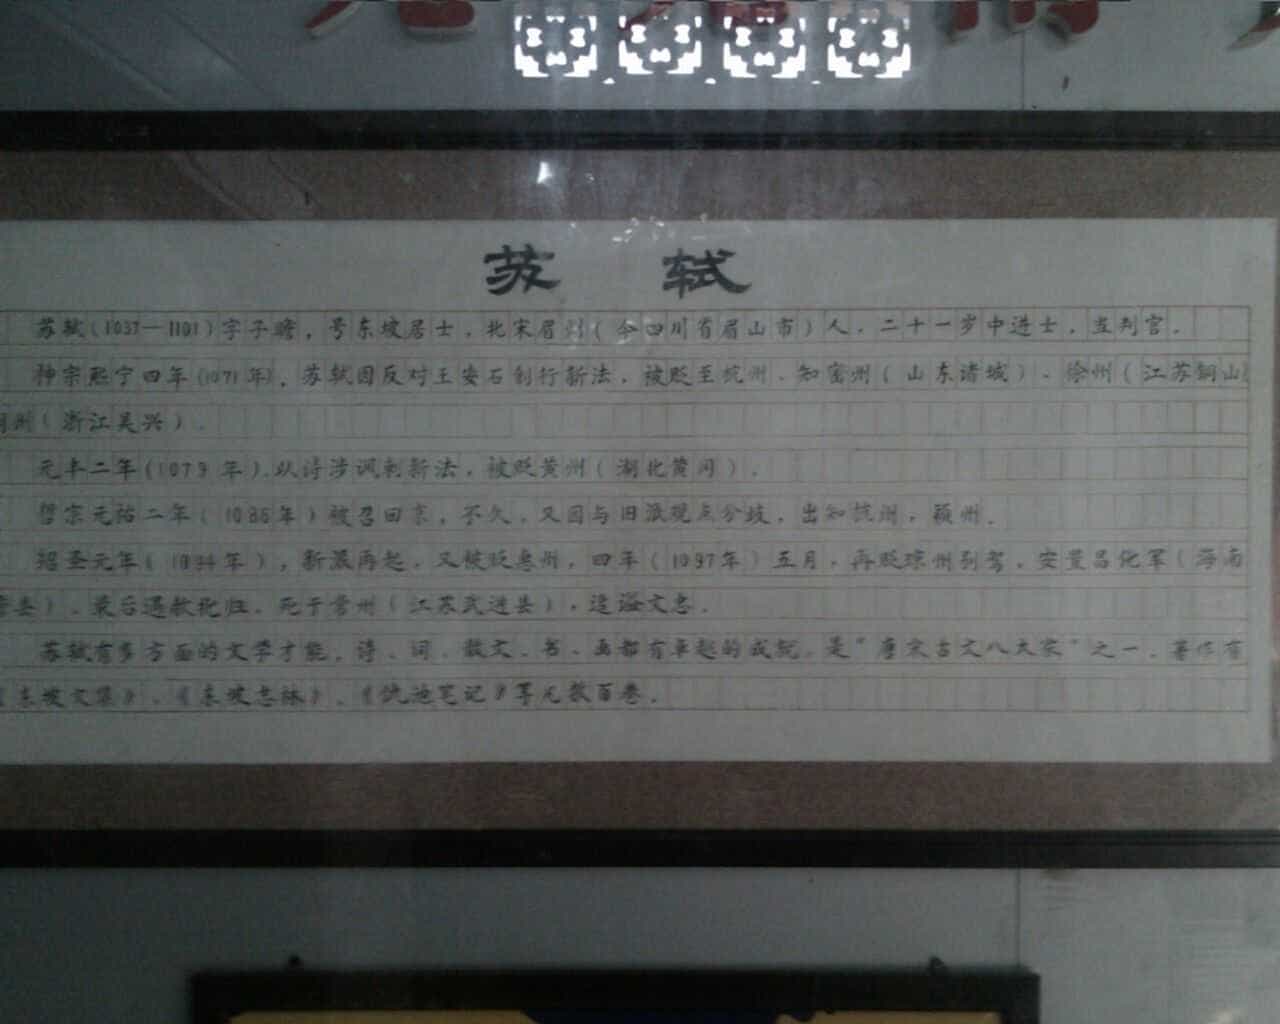 苏 轼
苏轼(1037—1101)字子瞻，号东坡居士，北宋眉州(今四川省眉山市)人，二十一岁中进士，当判官。
神宗熙宁四年(1071年)，苏轼因反对王安石创行新法，被贬至杭州、知密州(山东诸城)、徐州(江苏铜山)
湖州(浙江吴兴)。
元丰二年(1079年)，以诗涉讽刺新法，被贬黄州(湖北黄冈)。
哲宗元祐二年(1086年)被召回京，不久，又因与旧派观点分歧，出知杭州，颍州。
绍圣元年(1094年)，新派再起，又被贬惠州，四年(1097年)五月，再贬琼州别驾，安置昌化军(海南
县)、最后遇赦北归，死于常州(江苏武进县)，追谥文忠。
苏轼有多方面的文学才能，诗、词、散文、书、画都有卓越的成就，是“唐宋古文八大家”之一，著作有
《东坡文集》、《东坡志林》、《仇池笔记》等凡数百卷。